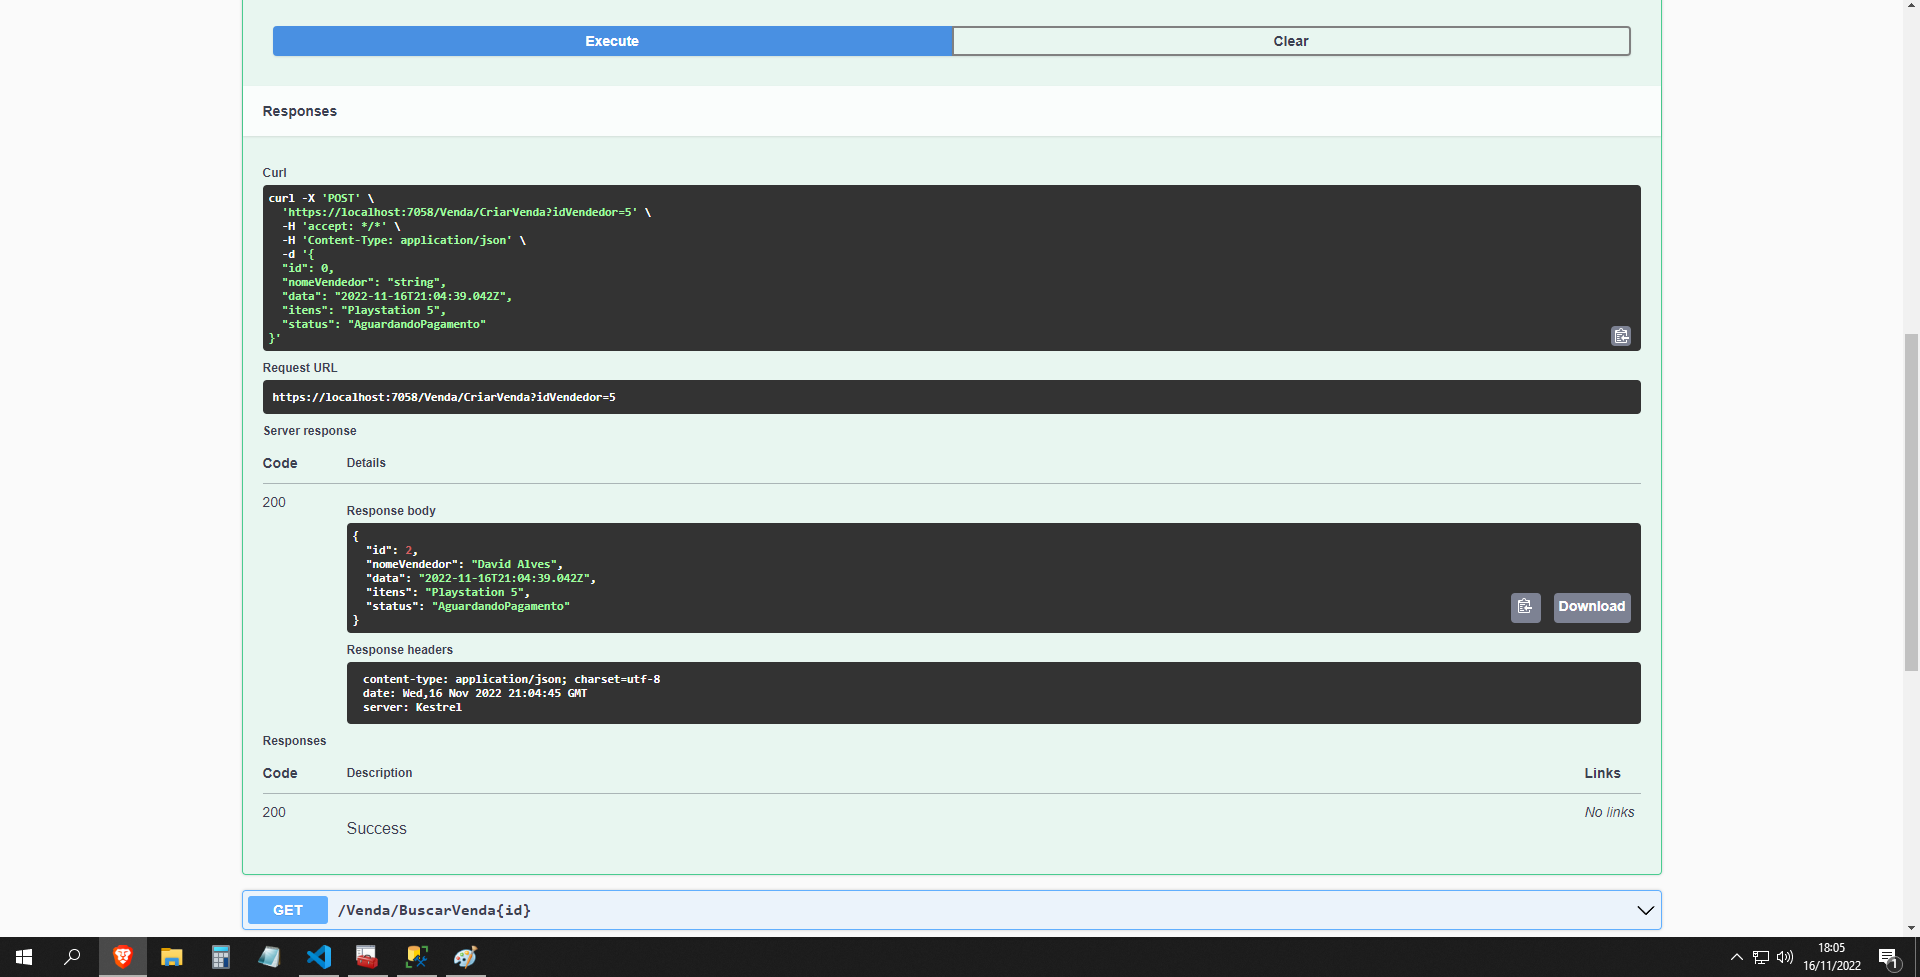 Execute
Clear
Responses
Curl
curl -X 'POST' \
  'https://localhost:7058/Venda/CriarVenda?idVendedor=5' \
  -H 'accept: */*' \
  -H 'Content-Type: application/json' \
  -d '{
  "id": 0,
  "nomeVendedor": "string",
  "data": "2022-11-16T21:04:39.042Z",
  "itens": "Playstation 5",
  "status": "AguardandoPagamento"
}'
Request URL
https://localhost:7058/Venda/CriarVenda?idVendedor=5
Server response
Code Details
200
Response body
{
  "id": 2,
  "nomeVendedor": "David Alves",
  "data": "2022-11-16T21:04:39.042Z",
  "itens": "Playstation 5",
  "status": "AguardandoPagamento"
}
Download
Response headers
content-type: application/json; charset=utf-8
date: Wed,16 Nov 2022 21:04:45 GMT
server: Kestrel
Responses
Code Description Links
200 No links
Success
GET /Venda/BuscarVenda{id}
18:05
16/11/2022
1